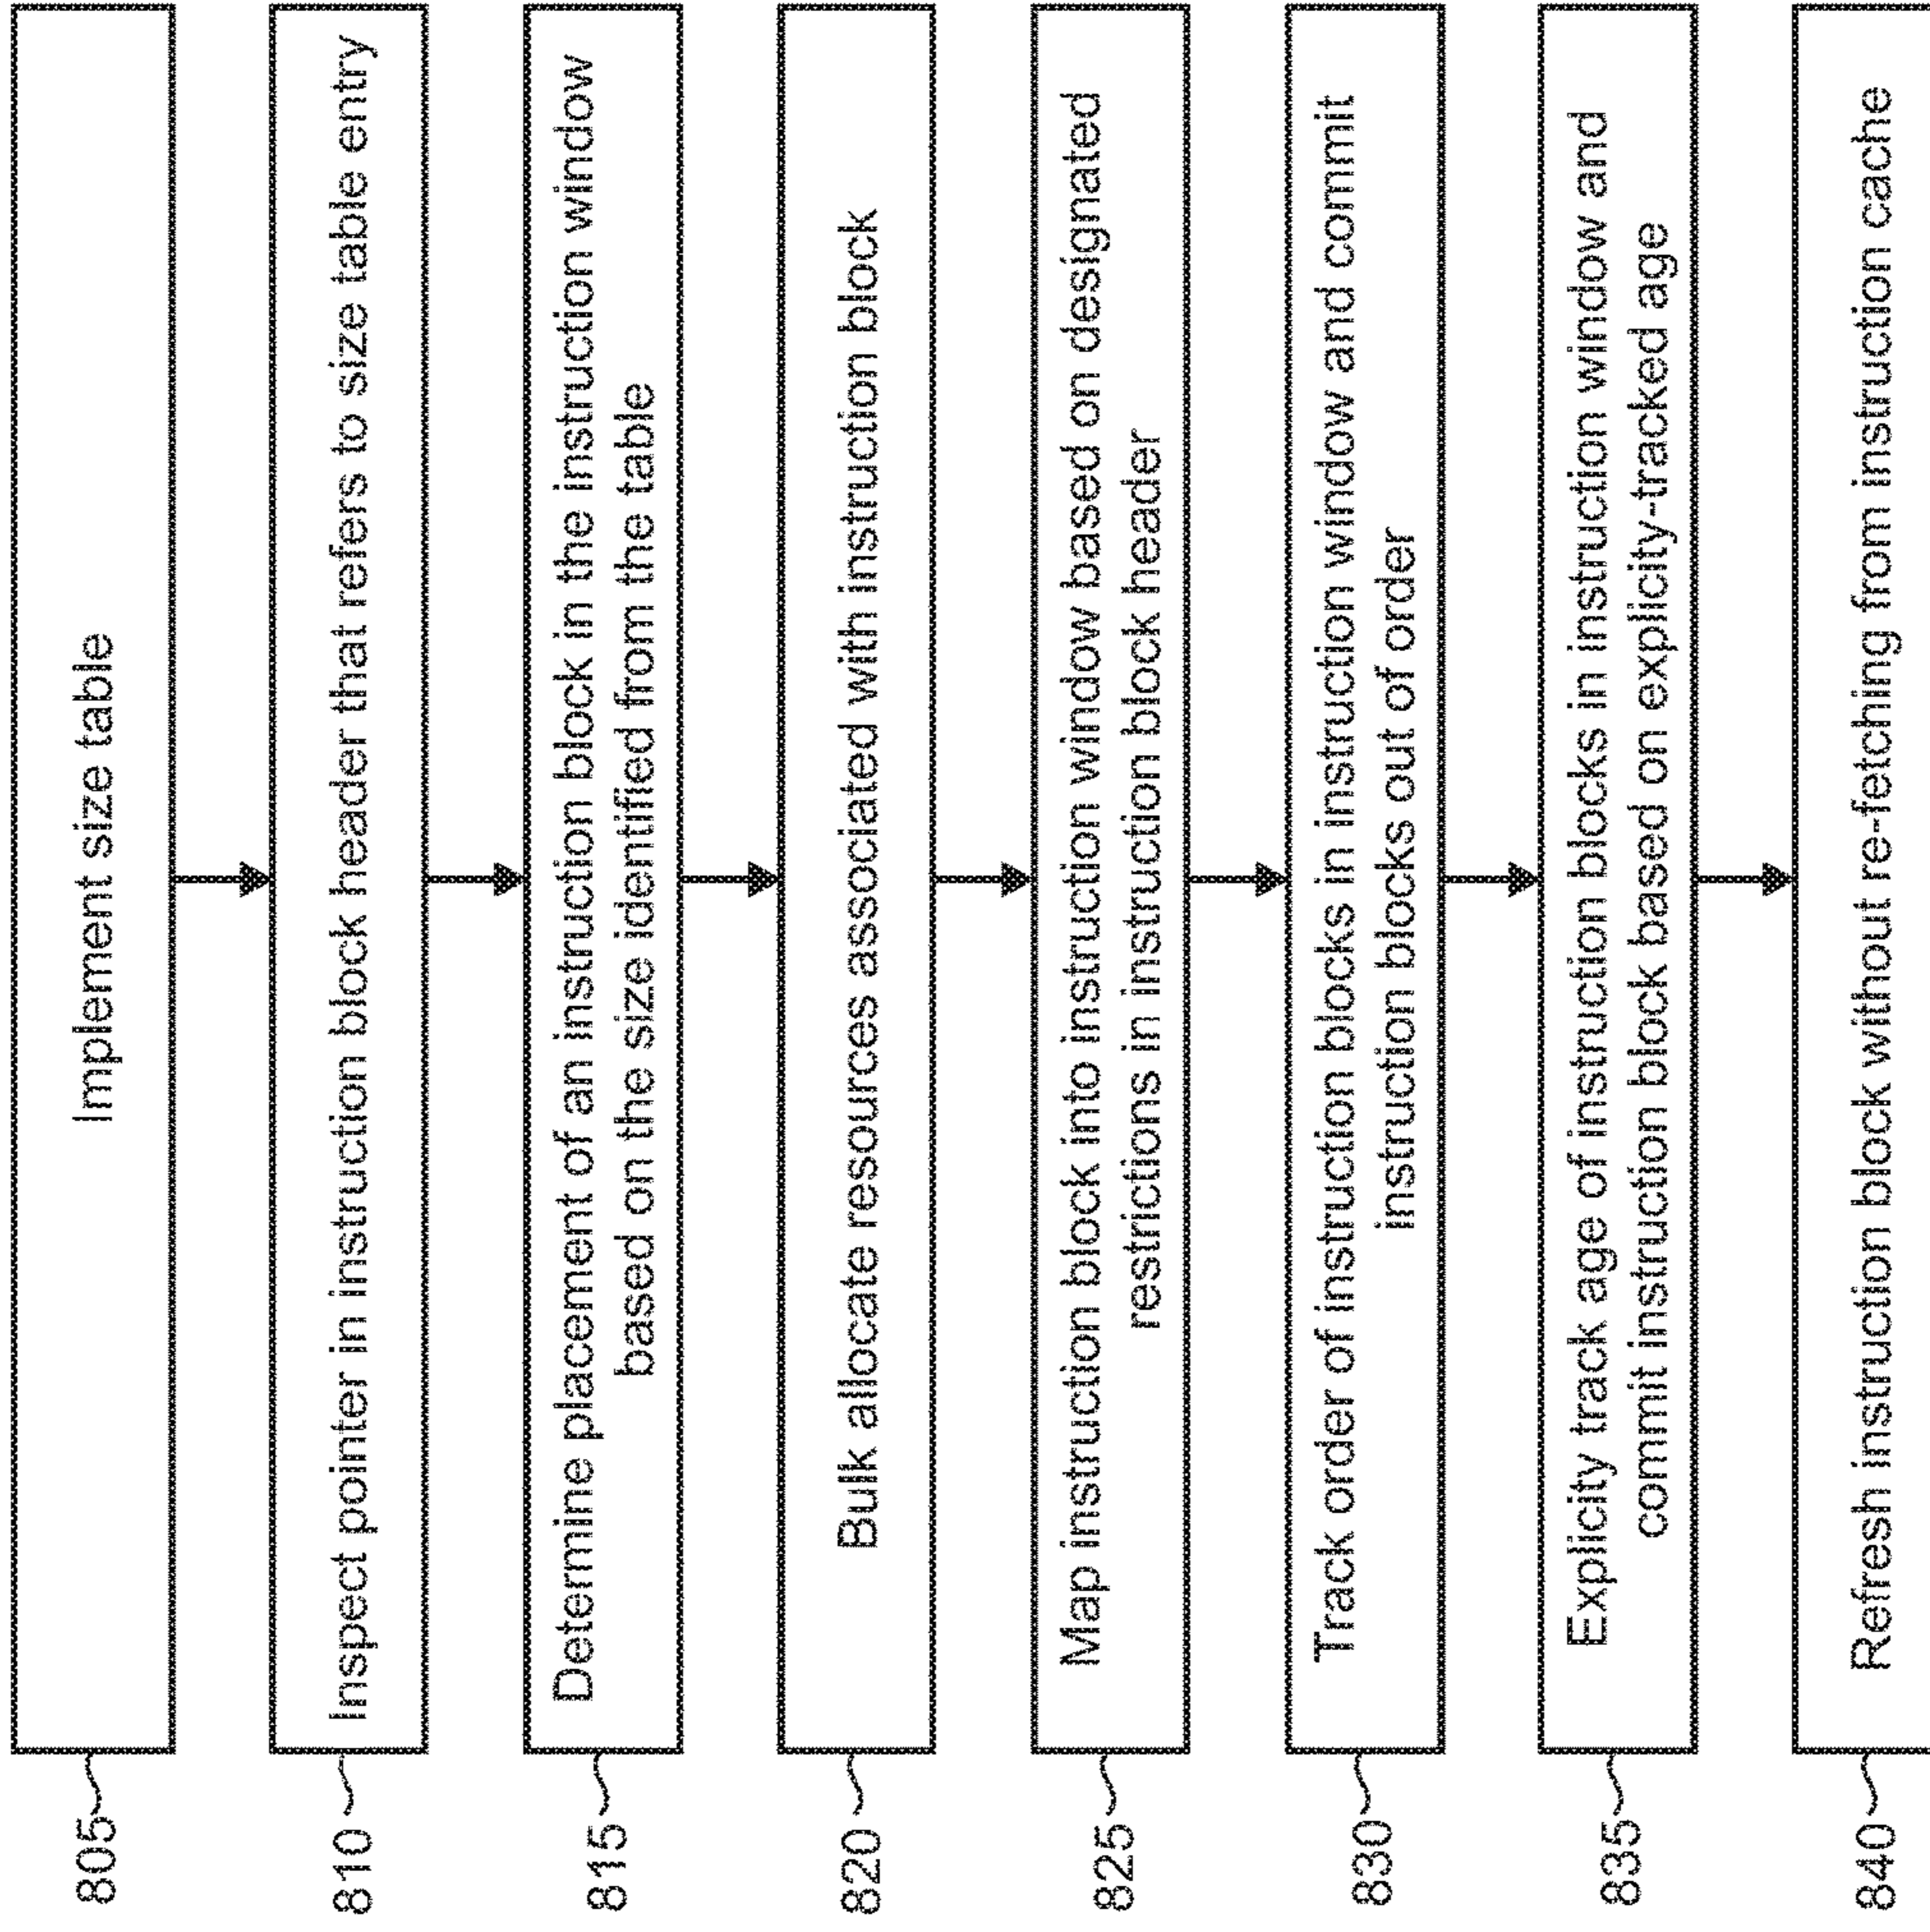 805
Implement size table
810
Inspect pointer in instruction block header that refers to size table entry
815
Determine placement of an instruction block in the instruction window
based on the size identified from the table
820
Bulk allocate resources associated with instruction block
825
Map instruction block into instruction window based on designated
restrictions in instruction block header
830
Track order of instruction blocks in instruction window and commit
instruction blocks out of order
835
Explicity track age of instruction blocks in instruction window and
commit instruction block based on explicity-tracked age
840
Refresh instruction block without re-fetching from instruction cache